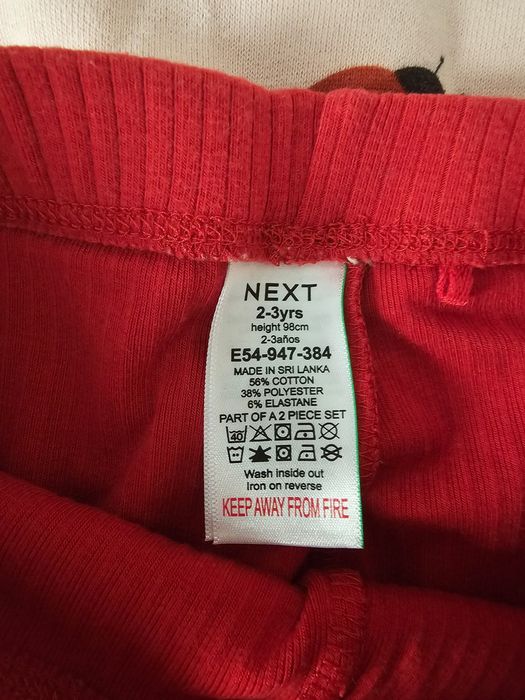 NEXT
2-3yrs
height 98cm
2-3años
E54-947-384
MADE IN SRI LANKA
56% COTTON
38% POLYESTER
6% ELASTANE
PART OF A 2 PIECE SET
40
Wash inside out
Iron on reverse
KEEP AWAY FROM FIRE